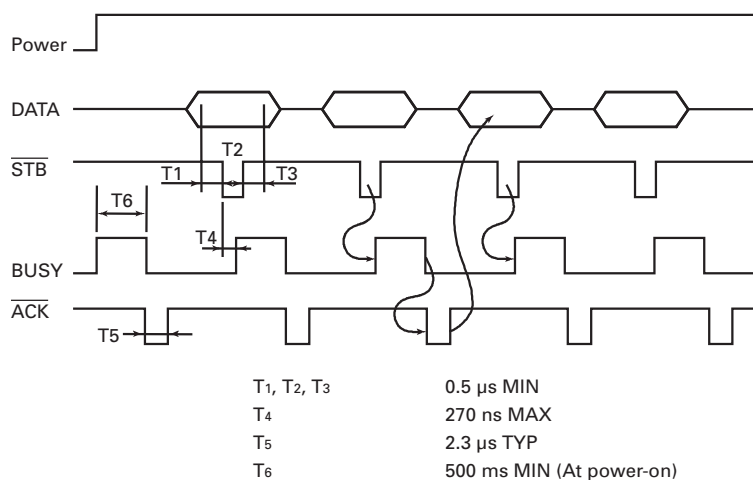 Power
DATA
T2
STB
T1
T3
T6
T4
BUSY
ACK
T5
T1, T2, T3 0.5 µs MIN
T4 270 ns MAX
T5 2.3 µs TYP
T6 500 ms MIN (At power-on)